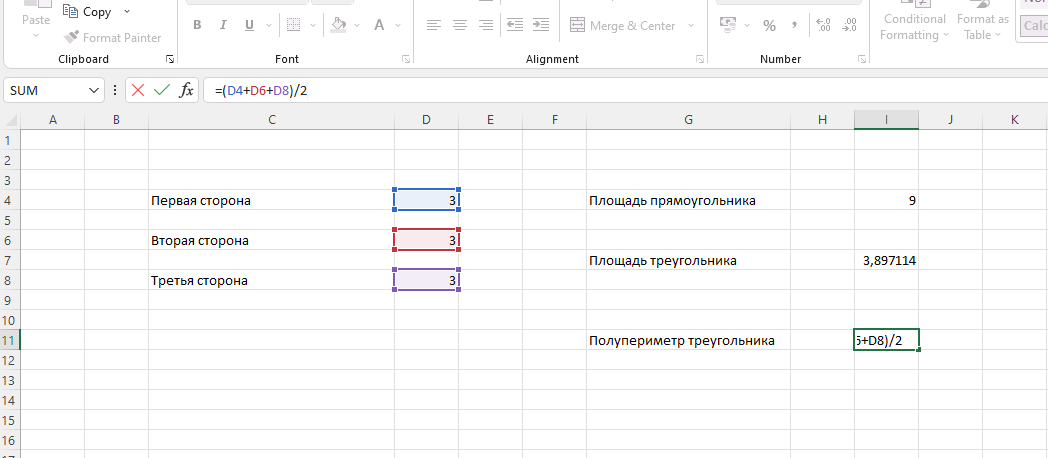 Paste
Copy
Format Painter
B I U A
Merge & Center
% ,
Conditional Formatting
Format as Table
Calc
Clipboard Font Alignment Number
SUM fx =(D4+D6+D8)/2
A B C D E F G H I J K
1
2
3
4 Первая сторона 3 Площадь прямоугольника 9
5
6 Вторая сторона 3
7 Площадь треугольника 3,897114
8 Третья сторона 3
9
10
11 Полупериметр треугольника 6+D8)/2
12
13
14
15
16